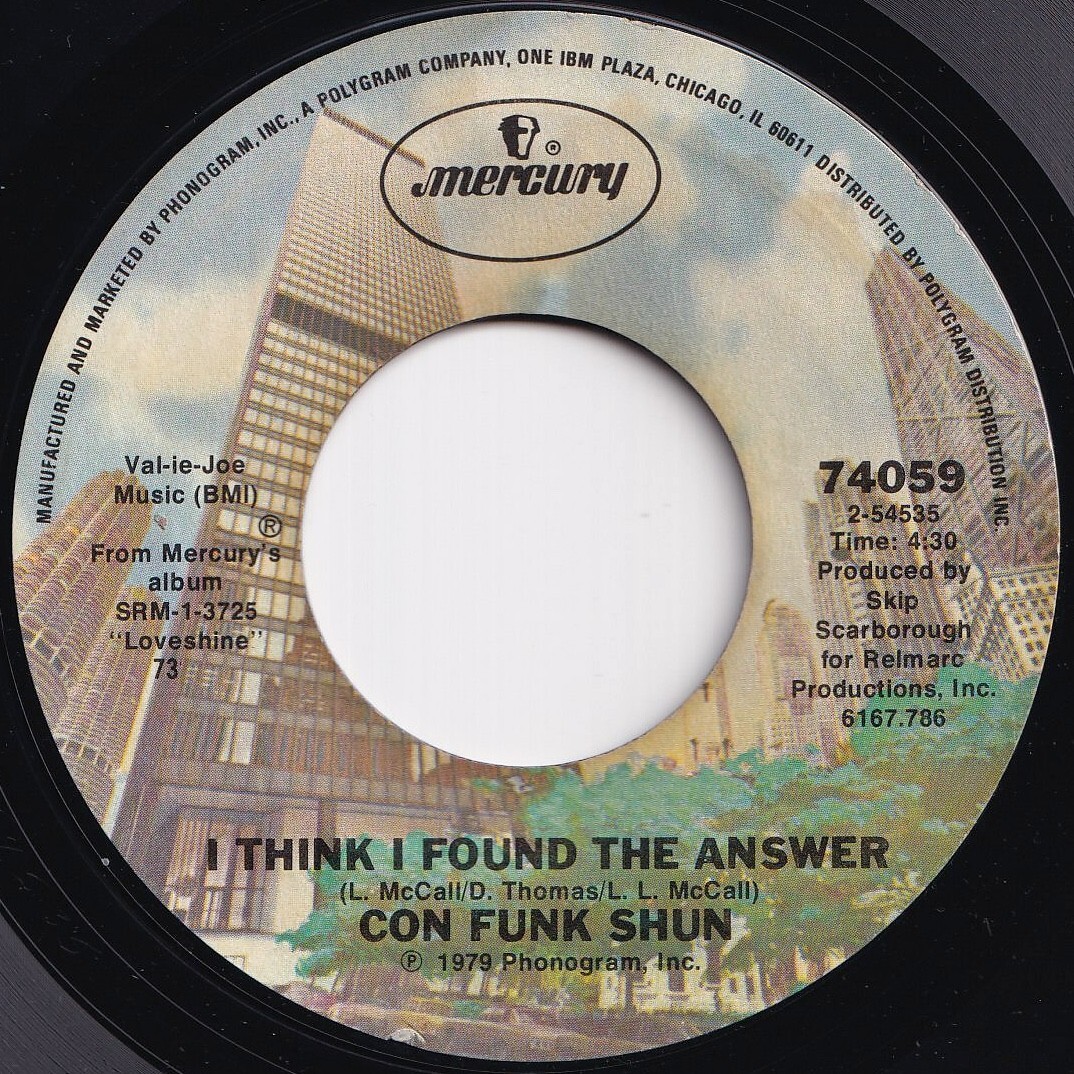 MANUFACTURED AND MARKETED BY PHONOGRAM, INC., A POLYGRAM COMPANY, ONE IBM PLAZA, CHICAGO, IL 60611 DISTRIBUTED BY POLYGRAM DISTRIBUTION INC.
®
mercury
Val-ie-Joe
Music (BMI)
®
From Mercury's
album
SRM-1-3725
"Loveshine"
73
74059
2-54535
Time: 4:30
Produced by
Skip
Scarborough
for Relmarc
Productions, Inc.
6167.786
I THINK I FOUND THE ANSWER
(L. McCall/D. Thomas/L. L. McCall)
CON FUNK SHUN
℗ 1979 Phonogram, Inc.